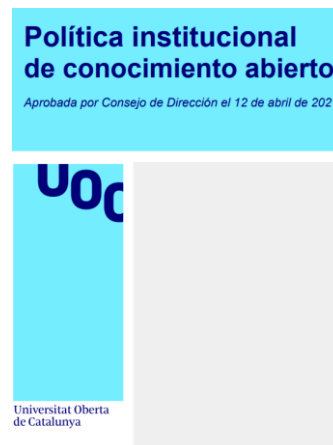 Política institucional
de conocimiento abierto
Aprobada por Consejo de Dirección el 12 de abril de 202
UOC
Universitat Oberta
de Catalunya